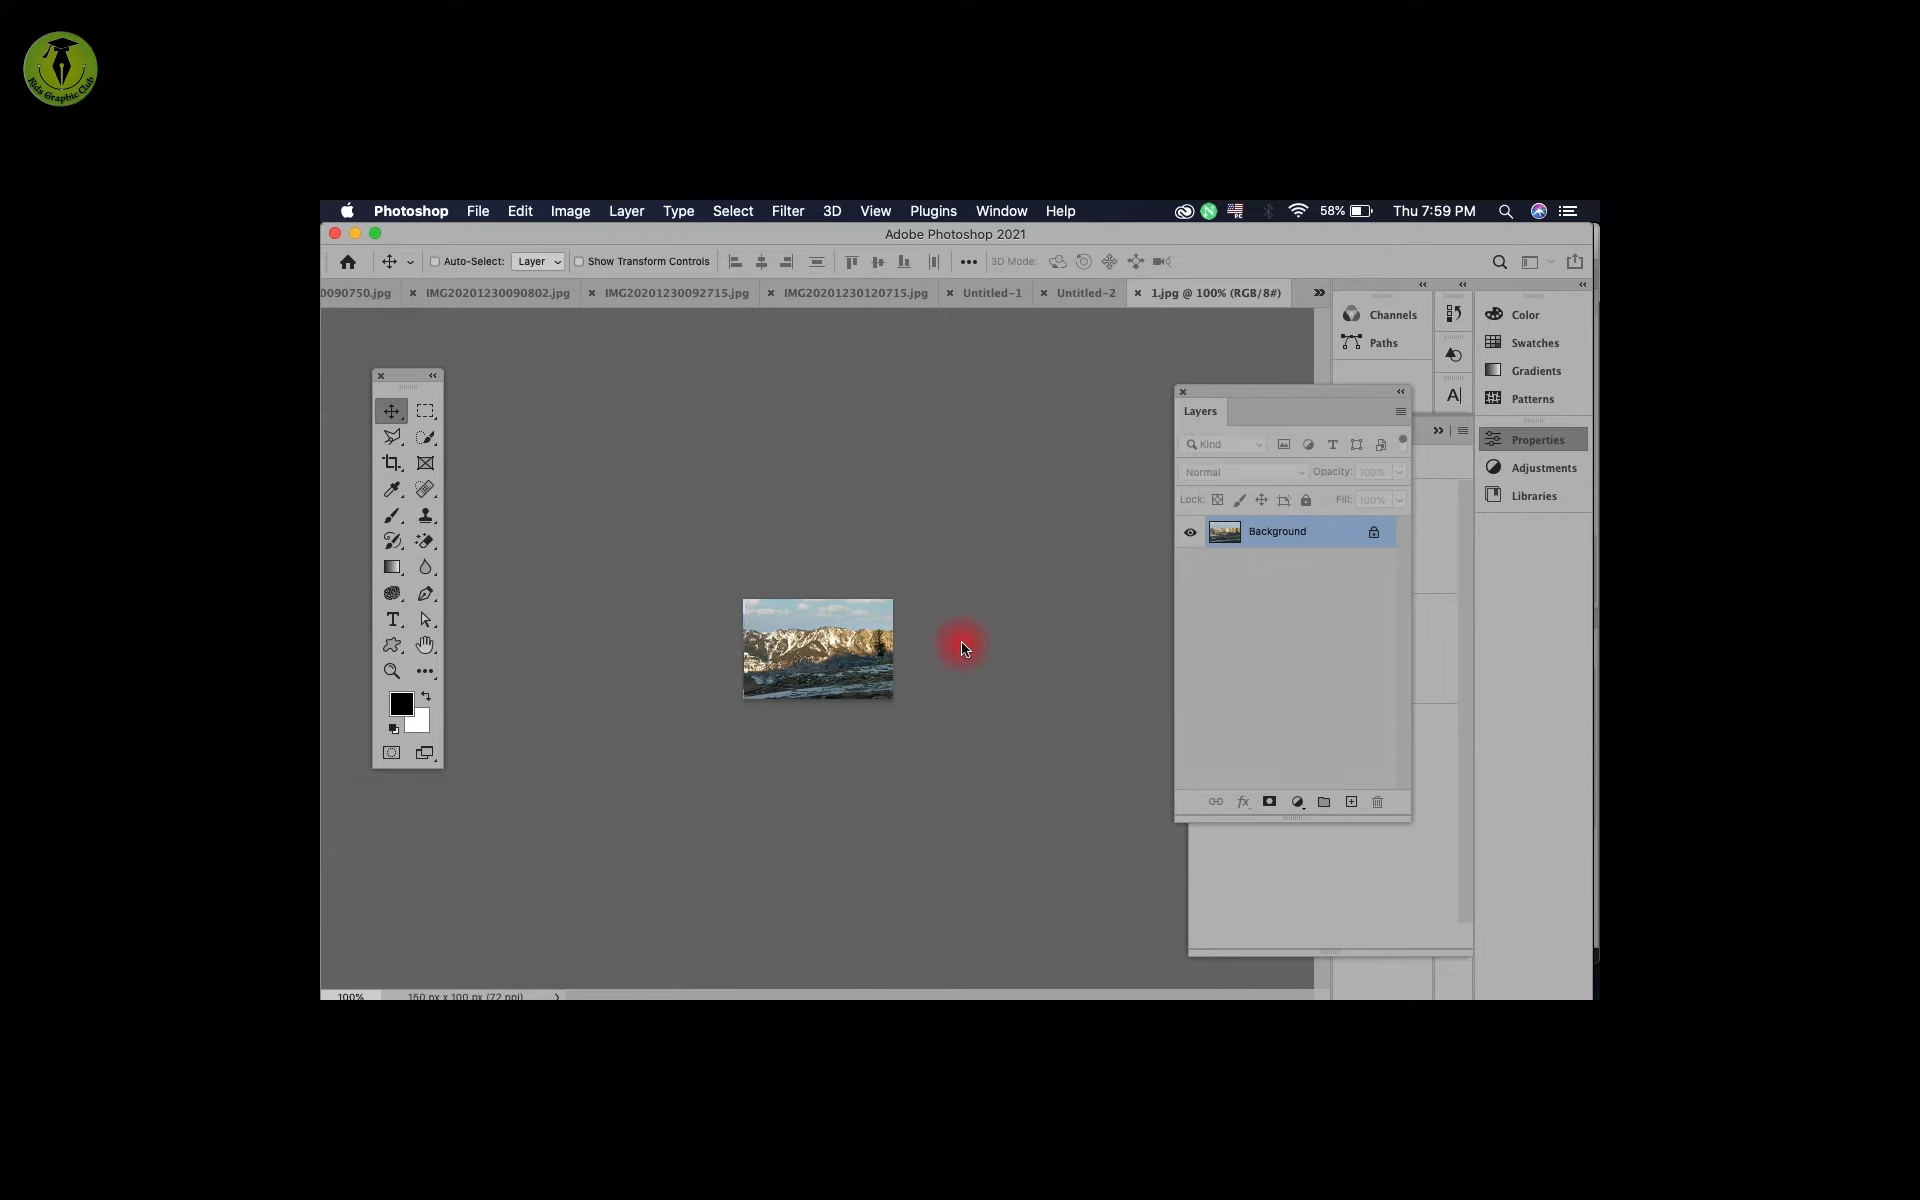 Kids Graphic Club
Photoshop File Edit Image Layer Type Select Filter 3D View Plugins Window Help 58% Thu 7:59 PM
Adobe Photoshop 2021
Auto-Select: Layer Show Transform Controls 3D Mode:
0090750.jpg IMG20201230090802.jpg IMG20201230092715.jpg IMG20201230120715.jpg Untitled-1 Untitled-2 1.jpg @ 100% (RGB/8#)
Channels
Paths
Color
Swatches
Gradients
Patterns
Properties
Adjustments
Libraries
Layers
Kind
Normal Opacity: 100%
Lock: Fill: 100%
Background
100% 150 px x 100 px (72 ppi)